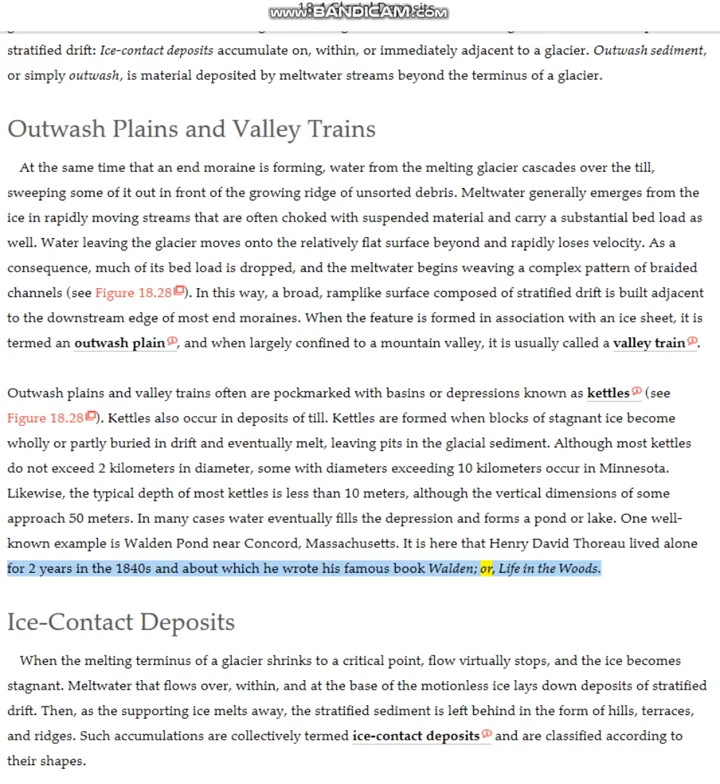 18.4 Glacial Deposits
www.BANDICAM.com
stratified drift: Ice-contact deposits accumulate on, within, or immediately adjacent to a glacier. Outwash sediment,
or simply outwash, is material deposited by meltwater streams beyond the terminus of a glacier.
Outwash Plains and Valley Trains
At the same time that an end moraine is forming, water from the melting glacier cascades over the till,
sweeping some of it out in front of the growing ridge of unsorted debris. Meltwater generally emerges from the
ice in rapidly moving streams that are often choked with suspended material and carry a substantial bed load as
well. Water leaving the glacier moves onto the relatively flat surface beyond and rapidly loses velocity. As a
consequence, much of its bed load is dropped, and the meltwater begins weaving a complex pattern of braided
channels (see Figure 18.28). In this way, a broad, ramplike surface composed of stratified drift is built adjacent
to the downstream edge of most end moraines. When the feature is formed in association with an ice sheet, it is
termed an outwash plain, and when largely confined to a mountain valley, it is usually called a valley train.
Outwash plains and valley trains often are pockmarked with basins or depressions known as kettles (see
Figure 18.28). Kettles also occur in deposits of till. Kettles are formed when blocks of stagnant ice become
wholly or partly buried in drift and eventually melt, leaving pits in the glacial sediment. Although most kettles
do not exceed 2 kilometers in diameter, some with diameters exceeding 10 kilometers occur in Minnesota.
Likewise, the typical depth of most kettles is less than 10 meters, although the vertical dimensions of some
approach 50 meters. In many cases water eventually fills the depression and forms a pond or lake. One well-
known example is Walden Pond near Concord, Massachusetts. It is here that Henry David Thoreau lived alone
for 2 years in the 1840s and about which he wrote his famous book Walden; or, Life in the Woods.
Ice-Contact Deposits
When the melting terminus of a glacier shrinks to a critical point, flow virtually stops, and the ice becomes
stagnant. Meltwater that flows over, within, and at the base of the motionless ice lays down deposits of stratified
drift. Then, as the supporting ice melts away, the stratified sediment is left behind in the form of hills, terraces,
and ridges. Such accumulations are collectively termed ice-contact deposits and are classified according to
their shapes.